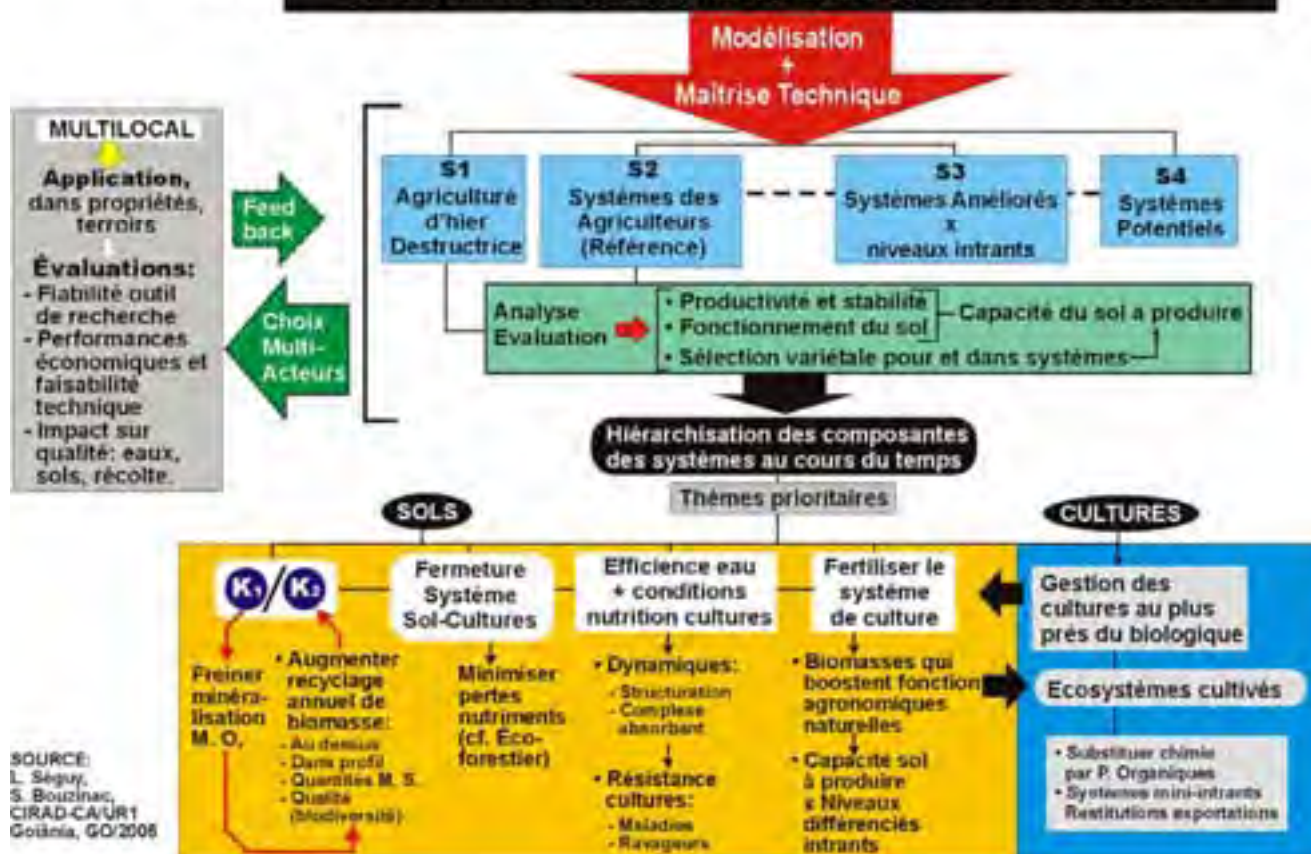 Modélisation
+
Maîtrise Technique
MULTILOCAL
Application,
dans propriétés,
terroirs
Évaluations:
- Fiabilité outil
de recherche
- Performances
économiques et
faisabilité
technique
- Impact sur
qualité: eaux,
sols, récolte.
Feed
back
Choix
Multi-
Acteurs
S1
Agriculture
d'hier
Destructrice
S2
Systèmes des
Agriculteurs
(Référence)
S3
Systèmes Améliorés
x
niveaux intrants
S4
Systèmes
Potentiels
Analyse
Evaluation
• Productivité et stabilité
• Fonctionnement du sol
• Sélection variétale pour et dans systèmes
Capacité du sol a produire
Hiérarchisation des composantes
des systèmes au cours du temps
Thèmes prioritaires
SOLS
CULTURES
K1/K2
Freiner
minéra-
lisation
M. O.
• Augmenter
recyclage
annuel de
biomasse:
- Au dessus
- Dans profil
- Quantités M. S.
- Qualité
(biodiversité)
Fermeture
Système
Sol-Cultures
Minimiser
pertes
nutriments
(cf. Éco-
forestier)
Efficience eau
+ conditions
nutrition cultures
• Dynamiques:
- Structuration
- Complexe
absorbant
• Résistance
cultures:
- Maladies
- Ravageurs
Fertiliser le
système
de culture
• Biomasses qui
boostent fonction
agronomiques
naturelles
• Capacité sol
à produire
x Niveaux
différenciés
intrants
Gestion des
cultures au plus
prés du biologique
Ecosystèmes cultivés
• Substituer chimie
par P. Organiques
• Systèmes mini-intrants
Restitutions exportations
SOURCE:
L. Séguy,
S. Bouzinac,
CIRAD-CA/UR1
Goiânia, GO/2006